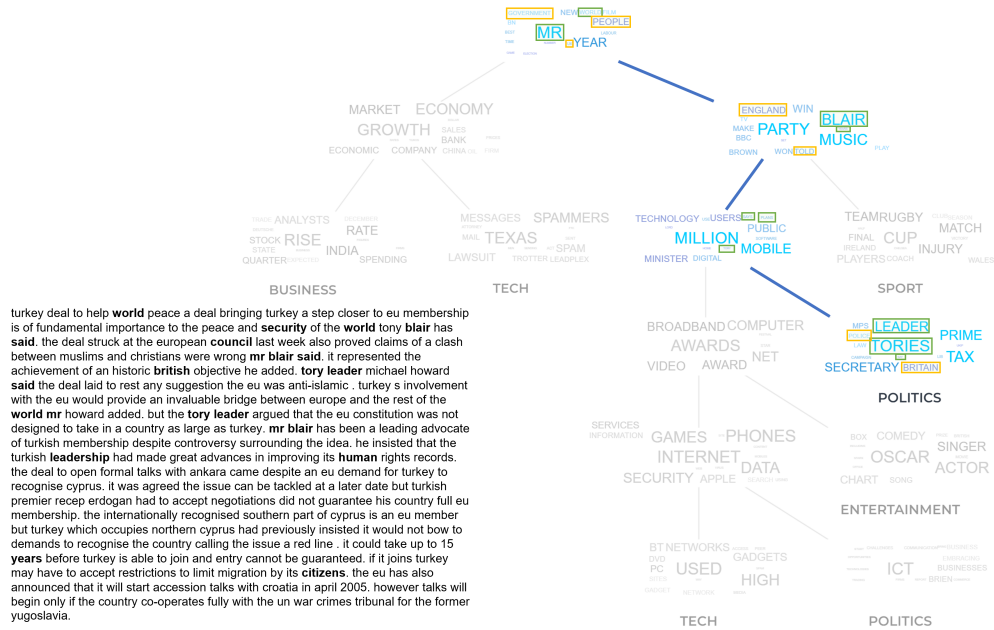 GOVERNMENT NEW WORLD FILM
PEOPLE
MR
YEAR
MARKET ECONOMY
GROWTH SALES
BANK
ECONOMIC COMPANY CHINA
ENGLAND WIN
TV
BLAIR
MAKE PARTY
BBC MUSIC
BROWN WON TOLD PLAY
ANALYSTS DECEMBER
RATE
STOCK RISE
STATE INDIA
QUARTER EXPECTED SPENDING
MESSAGES SPAMMERS
MAIL TEXAS
SPAM
LAWSUIT TROTTER LEADPLEX
TECHNOLOGY USERS
PUBLIC
MILLION
MOBILE
MINISTER DIGITAL
TEAM RUGBY SEASON
MATCH
FINAL CUP
IRELAND INJURY
PLAYERS COACH WALES
BUSINESS
TECH
SPORT
turkey deal to help world peace a deal bringing turkey a step closer to eu membership
is of fundamental importance to the peace and security of the world tony blair has
said. the deal struck at the european council last week also proved claims of a clash
between muslims and christians were wrong mr blair said. it represented the
achievement of an historic british objective he added. tory leader michael howard
said the deal laid to rest any suggestion the eu was anti-islamic . turkey s involvement
with the eu would provide an invaluable bridge between europe and the rest of the
world mr howard added. but the tory leader argued that the eu constitution was not
designed to take in a country as large as turkey. mr blair has been a leading advocate
of turkish membership despite controversy surrounding the idea. he insisted that the
turkish leadership had made great advances in improving its human rights records.
the deal to open formal talks with ankara came despite an eu demand for turkey to
recognise cyprus. it was agreed the issue can be tackled at a later date but turkish
premier recep erdogan had to accept negotiations did not guarantee his country full eu
membership. the internationally recognised southern part of cyprus is an eu member
but turkey which occupies northern cyprus had previously insisted it would not bow to
demands to recognise the country calling the issue a red line . it could take up to 15
years before turkey is able to join and entry cannot be guaranteed. if it joins turkey
may have to accept restrictions to limit migration by its citizens. the eu has also
announced that it will start accession talks with croatia in april 2005. however talks will
begin only if the country co-operates fully with the un war crimes tribunal for the former
yugoslavia.
BROADBAND COMPUTER
AWARDS
NET
VIDEO AWARD
MPS LEADER
POLICE PRIME
LAW TORIES
TAX
SECRETARY BRITAIN
POLITICS
SERVICES
INFORMATION GAMES PHONES
INTERNET
DATA
SECURITY APPLE SEARCH
BOX COMEDY
SINGER
OSCAR
ACTOR
CHART SONG
ENTERTAINMENT
BT NETWORKS
DVD GADGETS
PC USED
SITES HIGH
GADGET NETWORK
TECH
BUSINESS
EMBRACING
ICT BUSINESSES
BRIEN
POLITICS